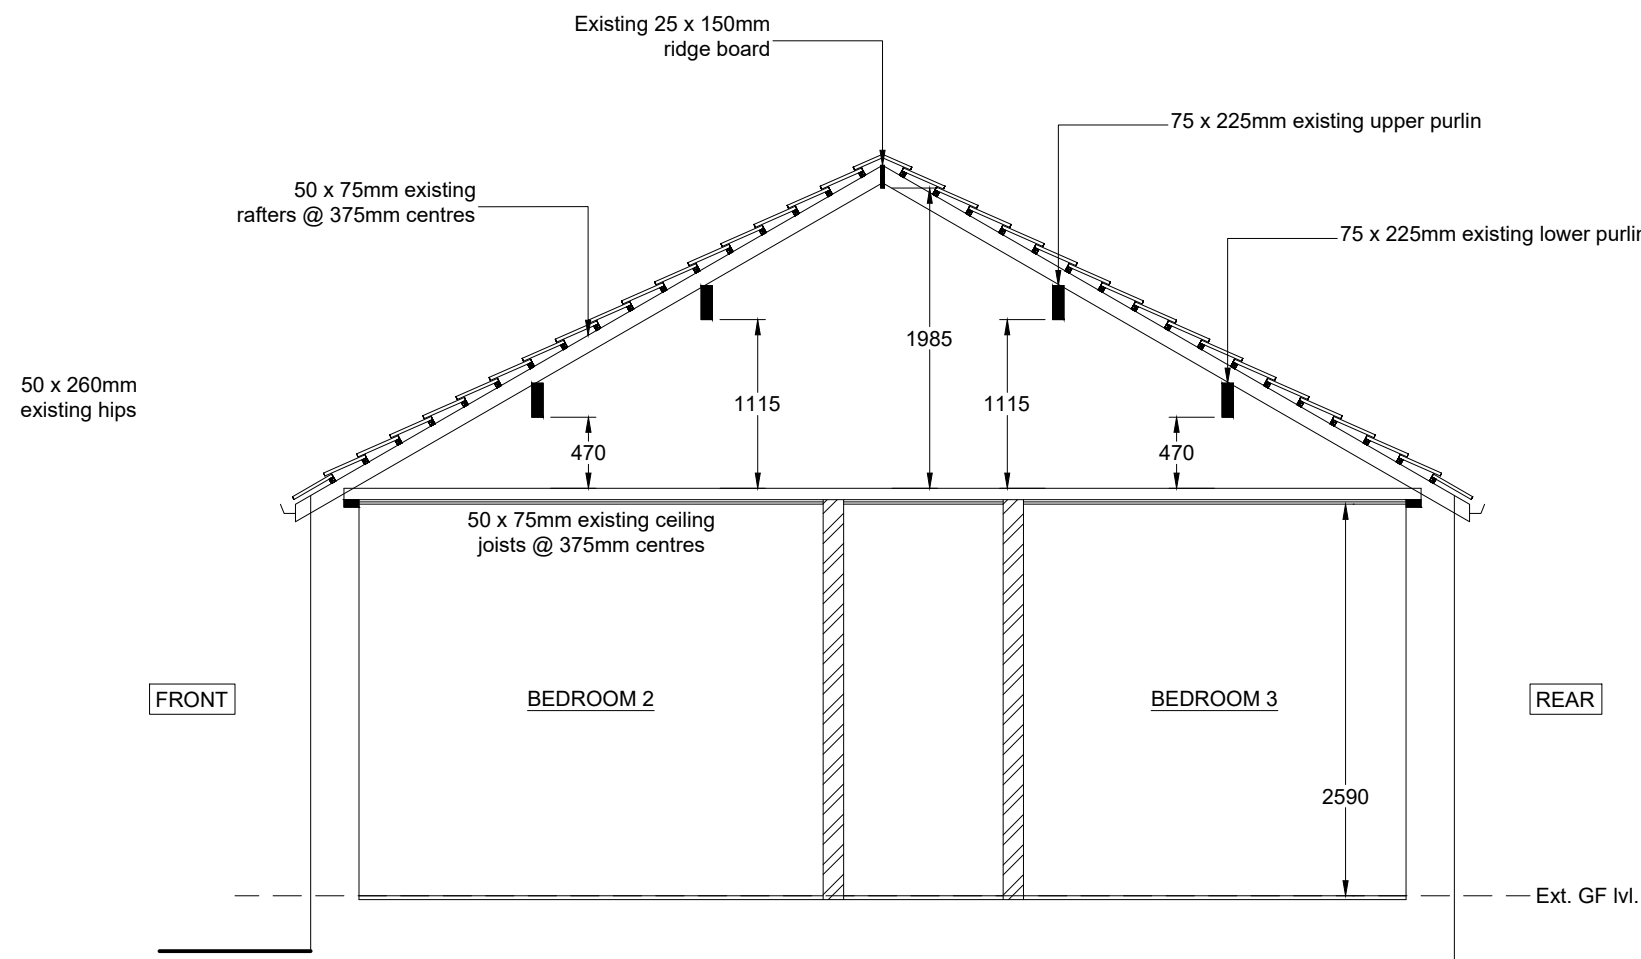 Existing 25 x 150mm
ridge board
75 x 225mm existing upper purlin
50 x 75mm existing
rafters @ 375mm centres
75 x 225mm existing lower purlin
1985
50 x 260mm
existing hips
1115
1115
470
470
50 x 75mm existing ceiling
joists @ 375mm centres
FRONT
BEDROOM 2
BEDROOM 3
REAR
2590
Ext. GF lvl.